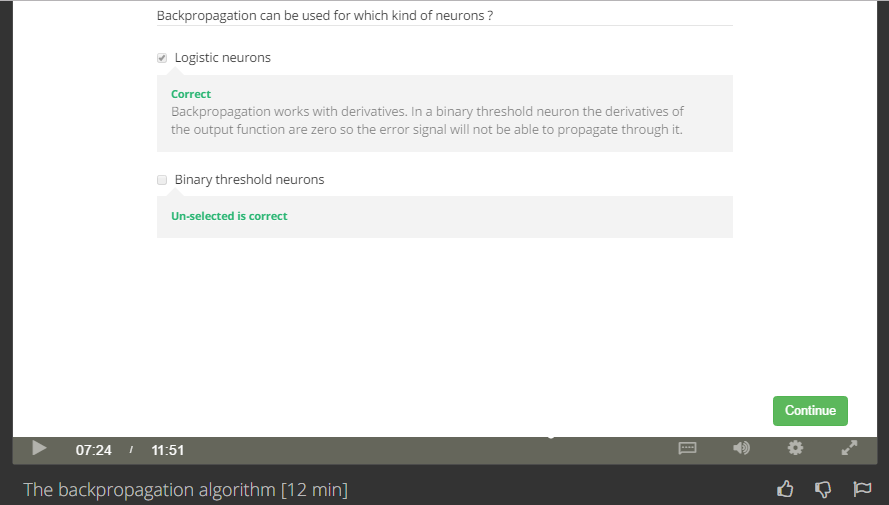 Backpropagation can be used for which kind of neurons ?
Logistic neurons
Correct
Backpropagation works with derivatives. In a binary threshold neuron the derivatives of
the output function are zero so the error signal will not be able to propagate through it.
Binary threshold neurons
Un-selected is correct
Continue
07:24 / 11:51
The backpropagation algorithm [12 min]